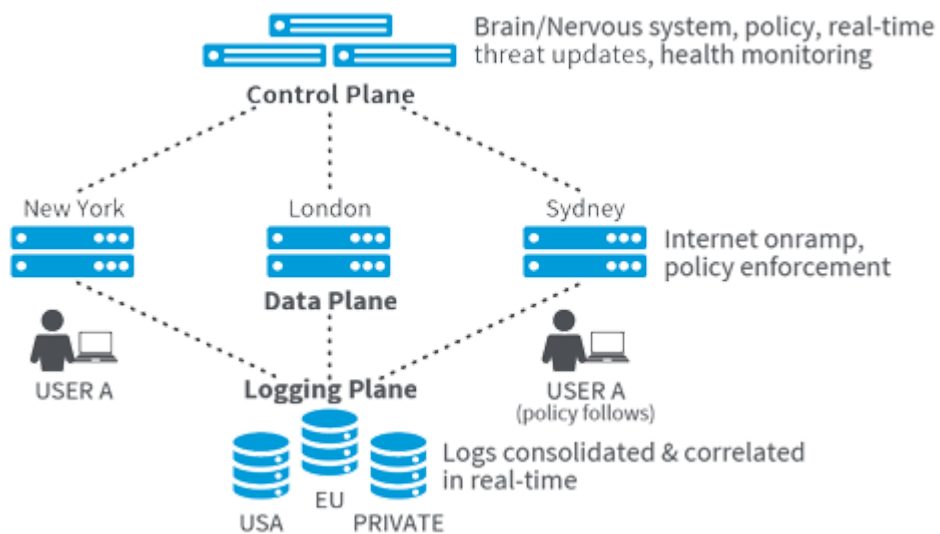 Brain/Nervous system, policy, real-time
threat updates, health monitoring
Control Plane
New York
London
Sydney
Internet onramp,
policy enforcement
Data Plane
USER A
USER A
(policy follows)
Logging Plane
Logs consolidated & correlated
in real-time
EU
USA
PRIVATE